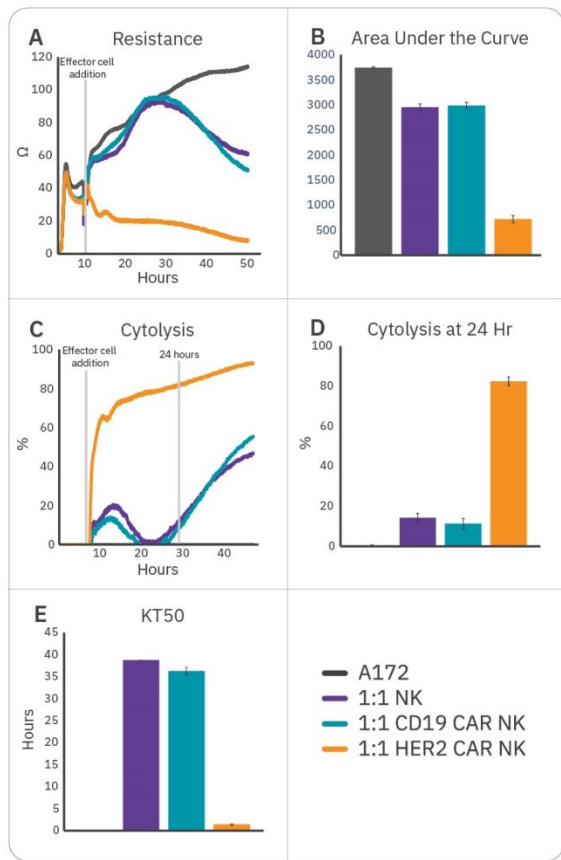 A Resistance
120
100
80
60
40
20
0
Ω
Effector cell
addition
10 10 20 30 40 50
Hours
B Area Under the Curve
4000
3500
3000
2500
2000
1500
1000
500
0
C Cytolysis
100
80
60
40
20
0
%
Effector cell
addition
24 hours
10 20 30 40
Hours
D Cytolysis at 24 Hr
100
80
60
40
20
0
%
E KT50
45
40
35
30
25
20
15
10
5
0
Hours
A172
1:1 NK
1:1 CD19 CAR NK
1:1 HER2 CAR NK